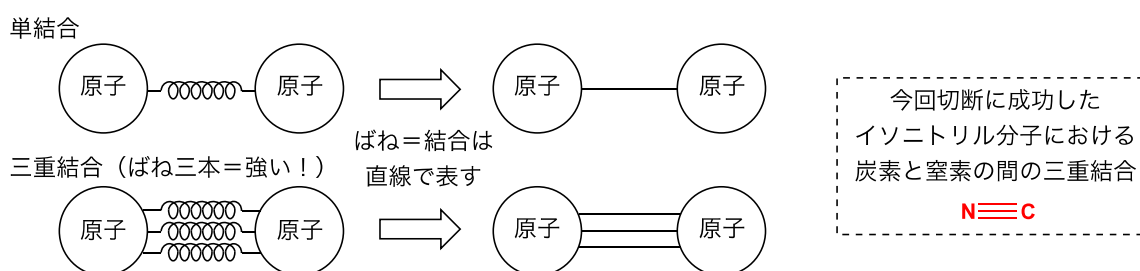 単結合
原子
原子
原子
原子
ばね=結合は
直線で表す
三重結合(ばね三本=強い!)
原子
原子
原子
原子
今回切断に成功した
イソニトリル分子における
炭素と窒素の間の三重結合
N≡C